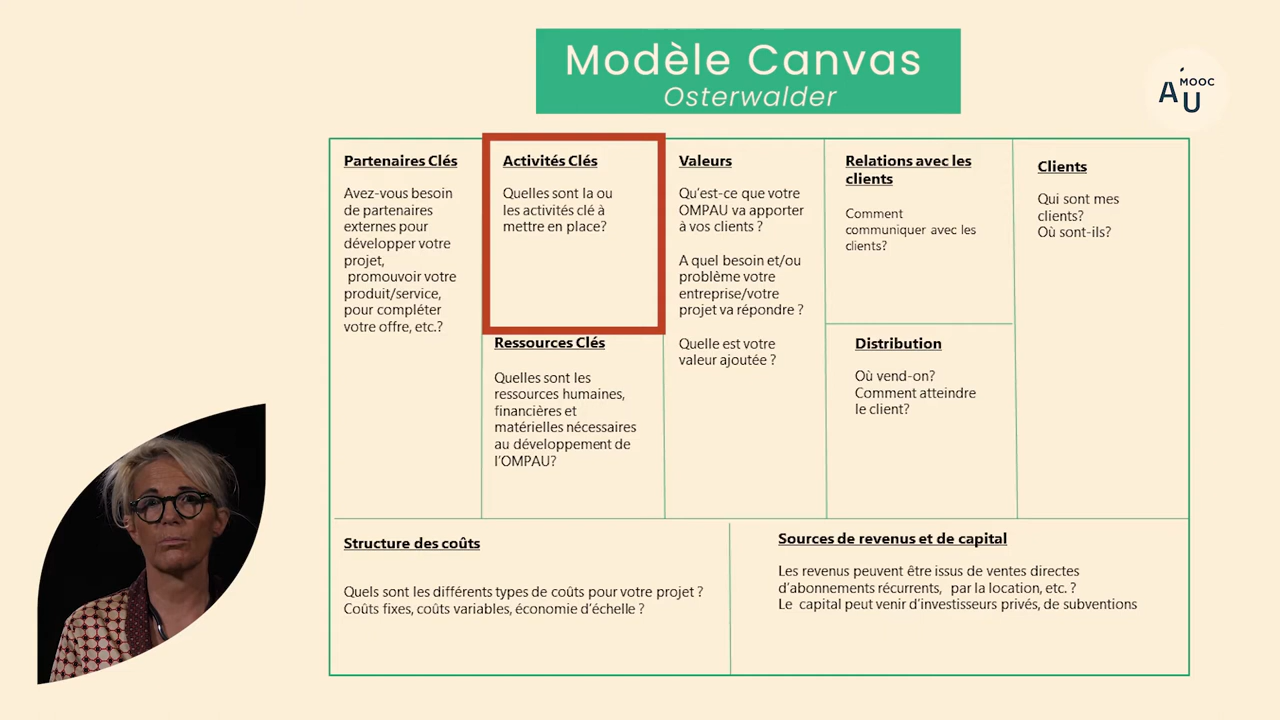 Modèle Canvas
Osterwalder
MOOC
A'U
Partenaires Clés
Avez-vous besoin
de partenaires
externes pour
développer votre
projet,
promouvoir votre
produit/service,
pour compléter
votre offre, etc.?
Activités Clés
Quelles sont la ou
les activités clé à
mettre en place?
Ressources Clés
Quelles sont les
ressources humaines,
financières et
matérielles nécessaires
au développement de
l'OMPAU?
Valeurs
Qu'est-ce que votre
OMPAU va apporter
à vos clients ?
A quel besoin et/ou
problème votre
entreprise/votre
projet va répondre ?
Quelle est votre
valeur ajoutée ?
Relations avec les
clients
Comment
communiquer avec les
clients?
Distribution
Où vend-on?
Comment atteindre
le client?
Clients
Qui sont mes
clients?
Où sont-ils?
Structure des coûts
Quels sont les différents types de coûts pour votre projet ?
Coûts fixes, coûts variables, économie d'échelle ?
Sources de revenus et de capital
Les revenus peuvent être issus de ventes directes
d'abonnements récurrents, par la location, etc. ?
Le capital peut venir d'investisseurs privés, de subventions